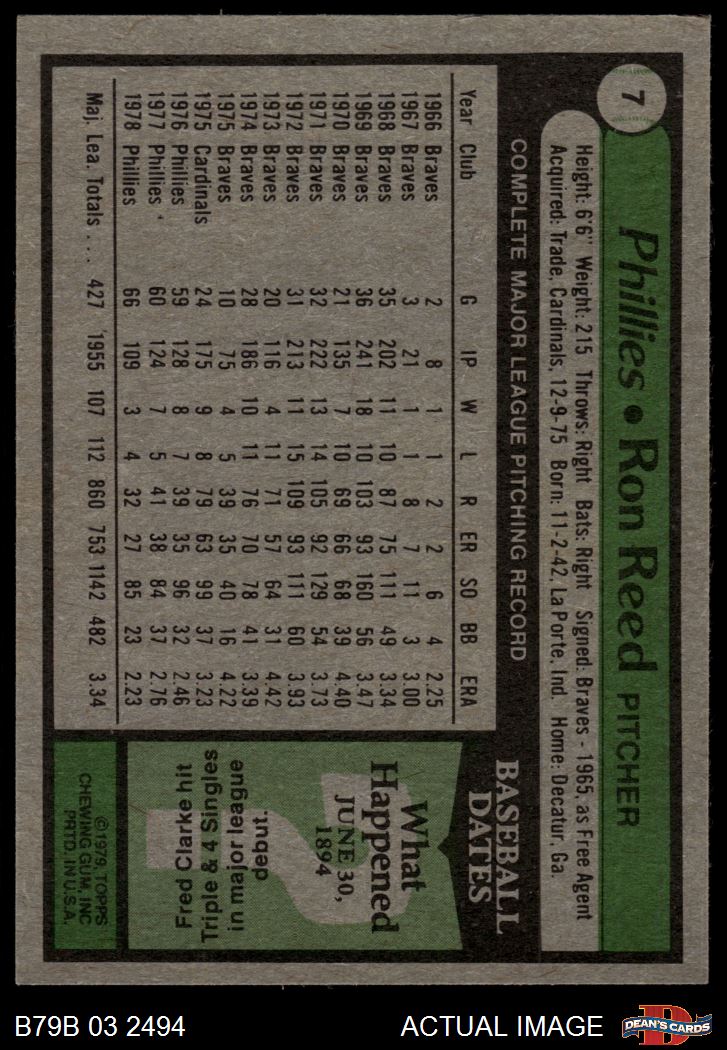 7
Phillies • Ron Reed PITCHER
Height: 6'6" Weight: 215 Throws: Right Bats: Right Signed: Braves - 1965, as Free Agent
Acquired: Trade, Cardinals, 12-9-75 Born: 11-2-42, La Porte, Ind. Home: Decatur, Ga.
COMPLETE MAJOR LEAGUE PITCHING RECORD
Year Club G IP W L R ER SO BB ERA
1966 Braves 2 8 1 1 2 2 6 4 2.25
1967 Braves 3 21 1 1 8 7 11 3 3.00
1968 Braves 35 202 11 10 87 75 111 49 3.34
1969 Braves 36 241 18 10 103 93 160 56 3.47
1970 Braves 21 135 7 10 69 66 68 39 4.40
1971 Braves 32 222 13 14 105 92 129 54 3.73
1972 Braves 31 213 11 15 109 93 111 60 3.93
1973 Braves 20 116 4 11 71 57 64 31 4.42
1974 Braves 28 186 10 11 76 70 78 41 3.39
1975 Braves 10 75 4 5 39 35 40 16 4.22
1975 Cardinals 24 175 9 8 79 63 99 37 3.23
1976 Phillies 59 128 8 7 39 35 96 32 2.46
1977 Phillies 60 124 7 5 41 38 84 37 2.76
1978 Phillies 66 109 3 4 32 27 85 23 2.23
Maj. Lea. Totals . . . 427 1955 107 112 860 753 1142 482 3.34
BASEBALL
DATES
What
Happened
JUNE 30,
1894
?
Fred Clarke hit
Triple & 4 Singles
in major league
debut.
©1979, TOPPS
CHEWING GUM, INC
PRTD. IN U.S.A.
B79B 03 2494 ACTUAL IMAGE
D
DEAN'S CARDS